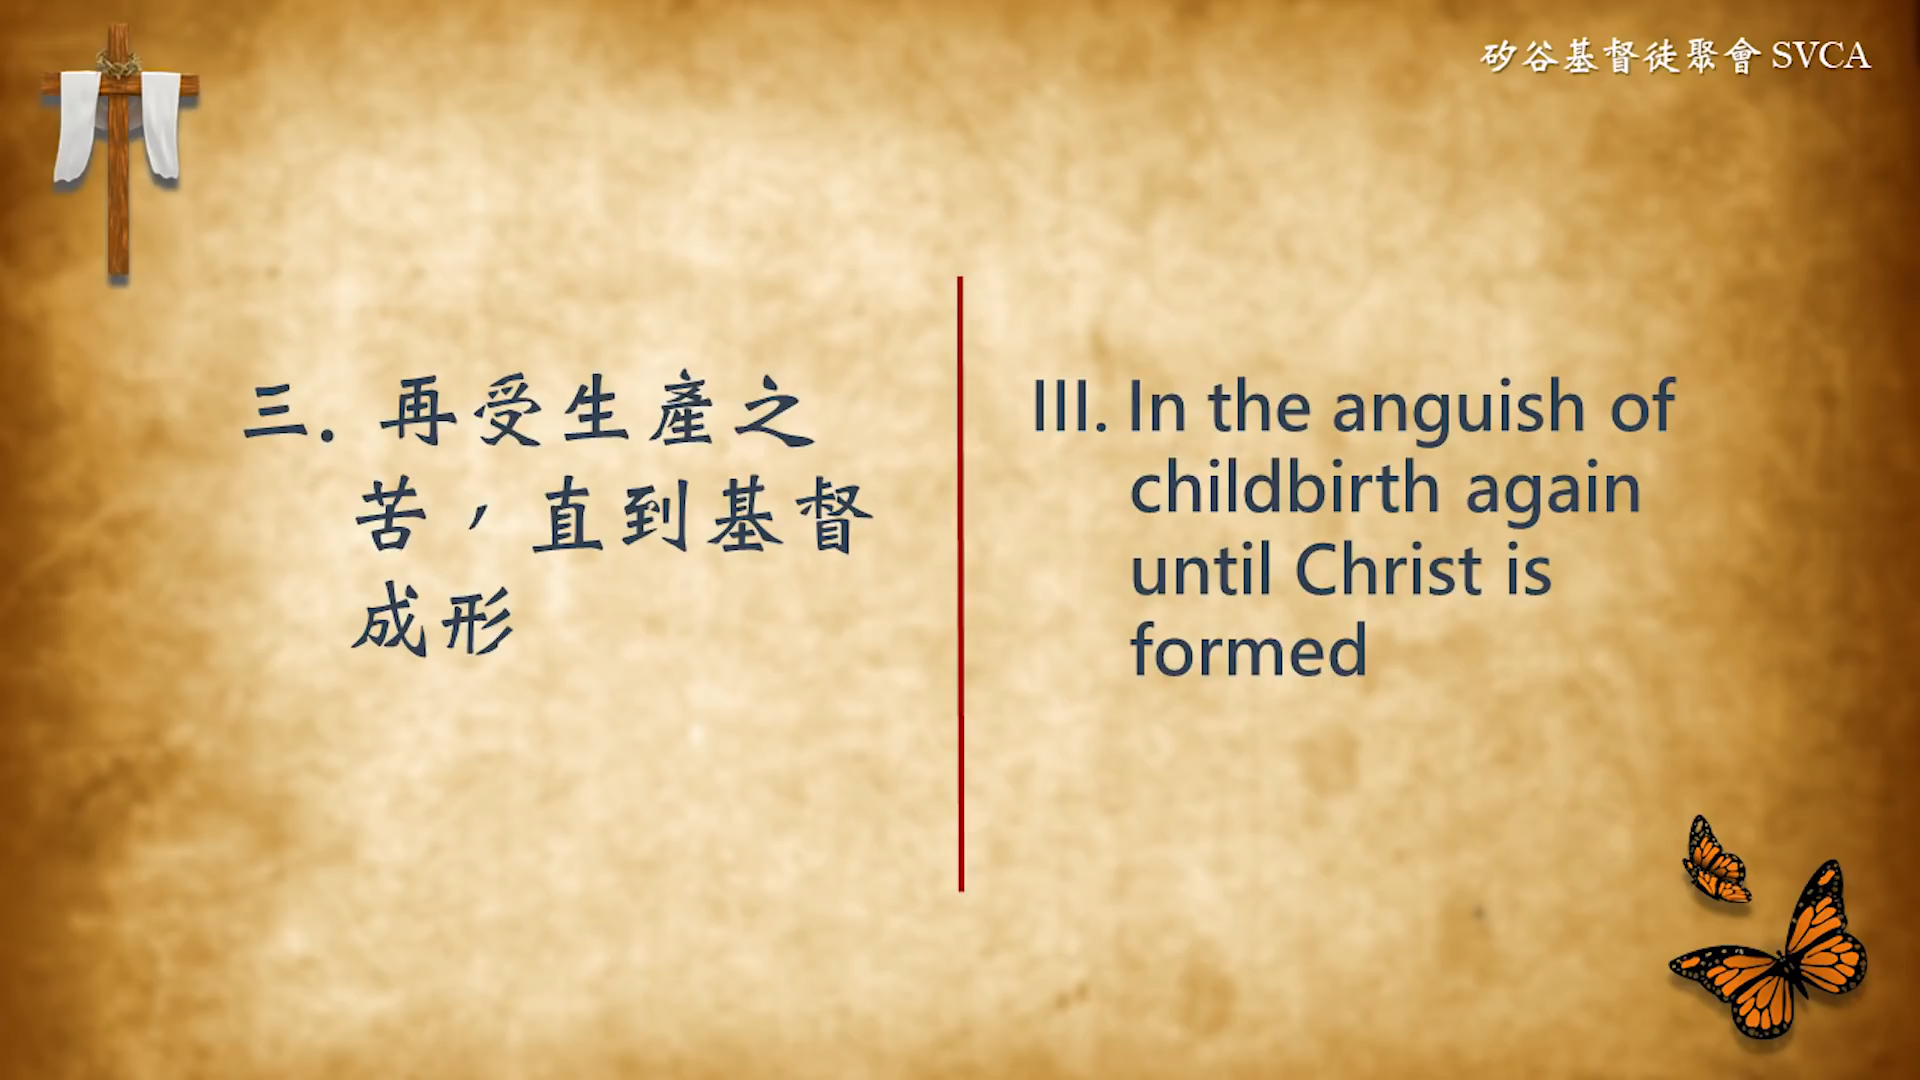 矽谷基督徒聚會 SVCA
三. 再受生產之
苦，直到基督
成形
III. In the anguish of
childbirth again
until Christ is
formed